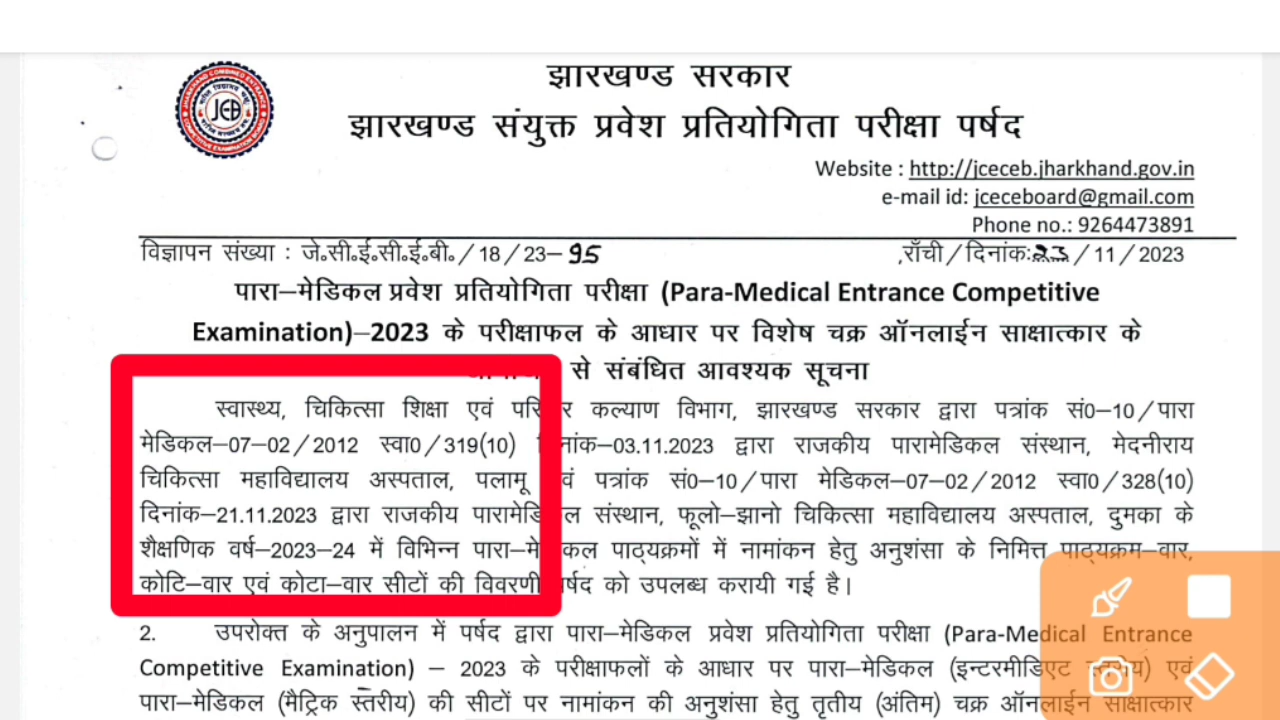 झारखण्ड सरकार
झारखण्ड संयुक्त प्रवेश प्रतियोगिता परीक्षा पर्षद
JHARKHAND COMBINED ENTRANCE
JEB
Website : http://jceceb.jharkhand.gov.in
e-mail id: jceceboard@gmail.com
Phone no.: 9264473891
विज्ञापन संख्या : जे.सी.ई.सी.ई.बी./18/23–95 ,राँची/दिनांक:23/11/2023
पारा–मेडिकल प्रवेश प्रतियोगिता परीक्षा (Para-Medical Entrance Competitive
Examination)–2023 के परीक्षाफल के आधार पर विशेष चक्र ऑनलाईन साक्षात्कार के
से संबंधित आवश्यक सूचना
स्वास्थ्य, चिकित्सा शिक्षा एवं कल्याण विभाग, झारखण्ड सरकार द्वारा पत्रांक सं0–10/पारा
मेडिकल–07–02/2012 स्वा0/319(10) –03.11.2023 द्वारा राजकीय पारामेडिकल संस्थान, मेदनीराय
चिकित्सा महाविद्यालय अस्पताल, पलामू पत्रांक सं0–10/पारा मेडिकल–07–02/2012 स्वा0/328(10)
दिनांक–21.11.2023 द्वारा राजकीय पारामेडिकल संस्थान, फूलो–झानो चिकित्सा महाविद्यालय अस्पताल, दुमका के
शैक्षणिक वर्ष–2023–24 में विभिन्न पारा–मेडिकल पाठ्यक्रमों में नामांकन हेतु अनुशंसा के निमित्त पाठ्यक्रम–वार,
कोटि–वार एवं कोटा–वार सीटों की विवरणी पर्षद को उपलब्ध करायी गई है।
2. उपरोक्त के अनुपालन में पर्षद द्वारा पारा–मेडिकल प्रवेश प्रतियोगिता परीक्षा (Para-Medical Entrance
Competitive Examination) – 2023 के परीक्षाफलों के आधार पर पारा–मेडिकल (इन्टरमीडिएट स्तरीय) एवं
पारा–मेडिकल (मैट्रिक स्तरीय) की सीटों पर नामांकन की अनुशंसा हेतु तृतीय (अंतिम) चक्र ऑनलाईन साक्षात्कार